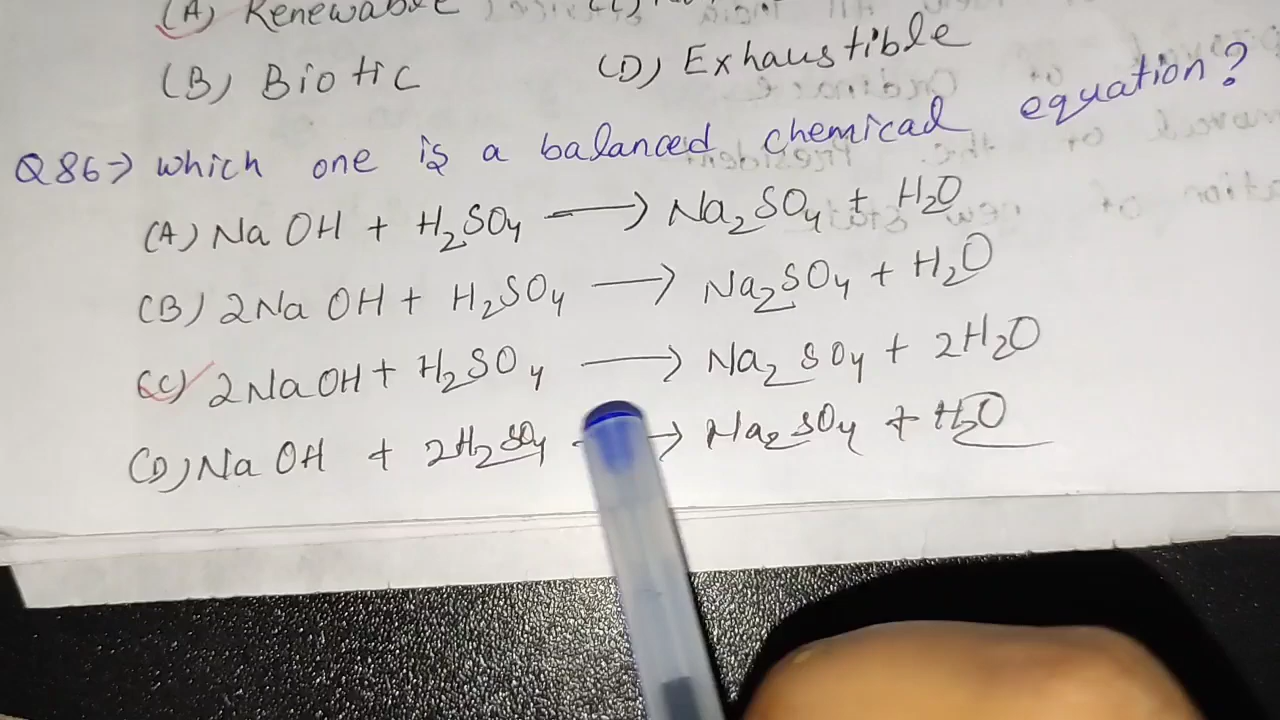 (A) Renewable
(B) Biotic (D) Exhaustible
Q86⇒ which one is a balanced chemical equation?
(A) NaOH + H₂SO₄ ⟶ Na₂SO₄ + H₂O
(B) 2NaOH + H₂SO₄ ⟶ Na₂SO₄ + H₂O
(C) 2NaOH + H₂SO₄ ⟶ Na₂SO₄ + 2H₂O
(D) NaOH + 2H₂SO₄ ⟶ Na₂SO₄ + H₂O